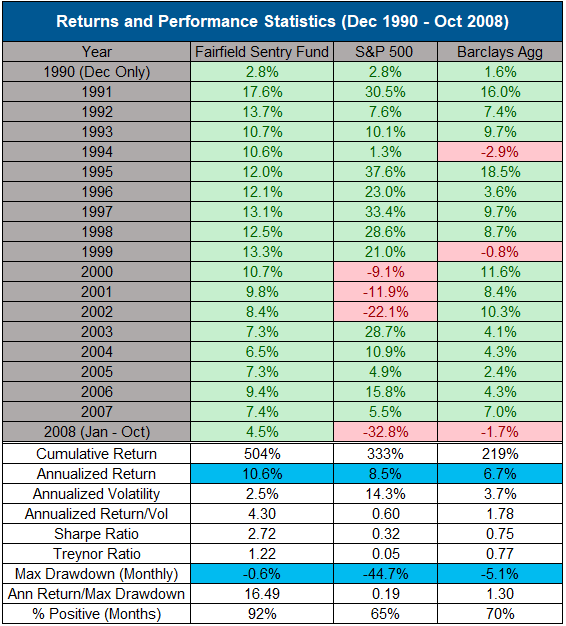 Returns and Performance Statistics (Dec 1990 - Oct 2008)
Year Fairfield Sentry Fund S&P 500 Barclays Agg
1990 (Dec Only) 2.8% 2.8% 1.6%
1991 17.6% 30.5% 16.0%
1992 13.7% 7.6% 7.4%
1993 10.7% 10.1% 9.7%
1994 10.6% 1.3% -2.9%
1995 12.0% 37.6% 18.5%
1996 12.1% 23.0% 3.6%
1997 13.1% 33.4% 9.7%
1998 12.5% 28.6% 8.7%
1999 13.3% 21.0% -0.8%
2000 10.7% -9.1% 11.6%
2001 9.8% -11.9% 8.4%
2002 8.4% -22.1% 10.3%
2003 7.3% 28.7% 4.1%
2004 6.5% 10.9% 4.3%
2005 7.3% 4.9% 2.4%
2006 9.4% 15.8% 4.3%
2007 7.4% 5.5% 7.0%
2008 (Jan - Oct) 4.5% -32.8% -1.7%
Cumulative Return 504% 333% 219%
Annualized Return 10.6% 8.5% 6.7%
Annualized Volatility 2.5% 14.3% 3.7%
Annualized Return/Vol 4.30 0.60 1.78
Sharpe Ratio 2.72 0.32 0.75
Treynor Ratio 1.22 0.05 0.77
Max Drawdown (Monthly) -0.6% -44.7% -5.1%
Ann Return/Max Drawdown 16.49 0.19 1.30
% Positive (Months) 92% 65% 70%